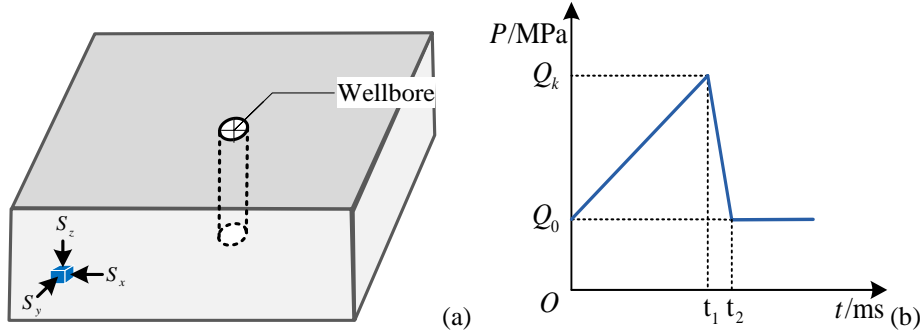 Wellbore
S_z
S_x
S_y
(a)
P/MPa
Q_k
Q_0
O
t_1 t_2
t/ms
(b)